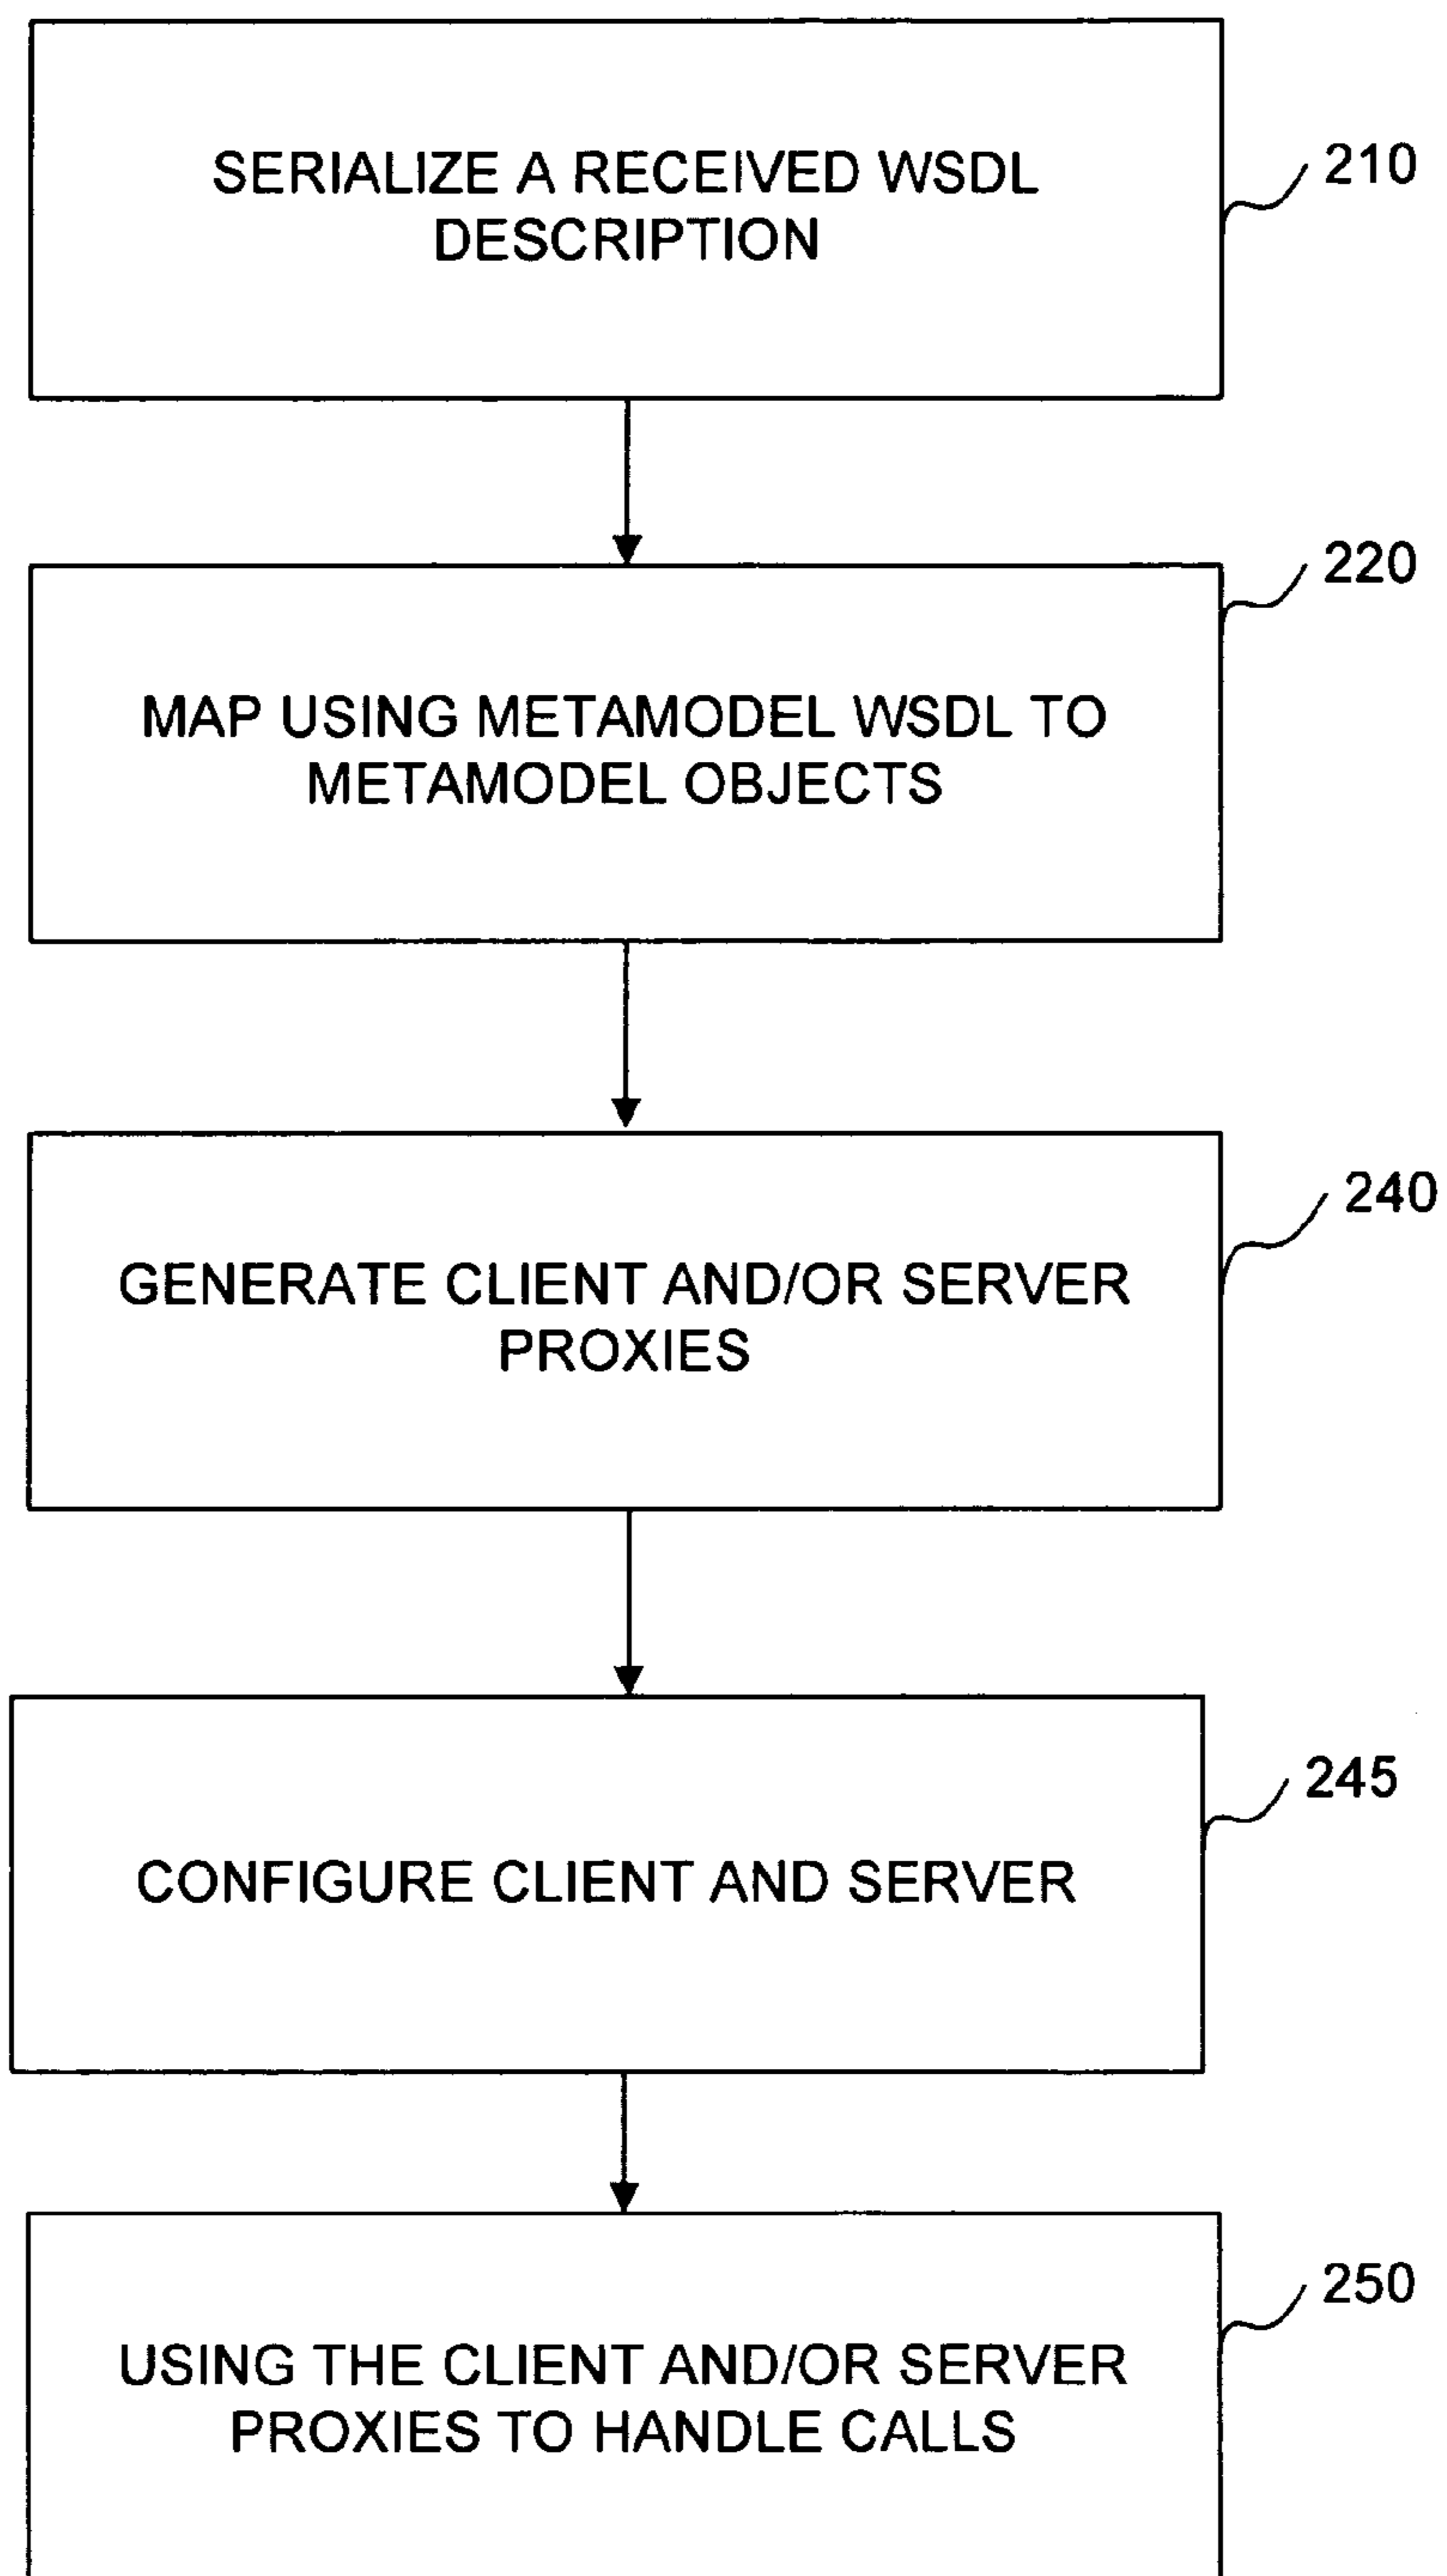 SERIALIZE A RECEIVED WSDL
DESCRIPTION
210
MAP USING METAMODEL WSDL TO
METAMODEL OBJECTS
220
GENERATE CLIENT AND/OR SERVER
PROXIES
240
CONFIGURE CLIENT AND SERVER
245
USING THE CLIENT AND/OR SERVER
PROXIES TO HANDLE CALLS
250